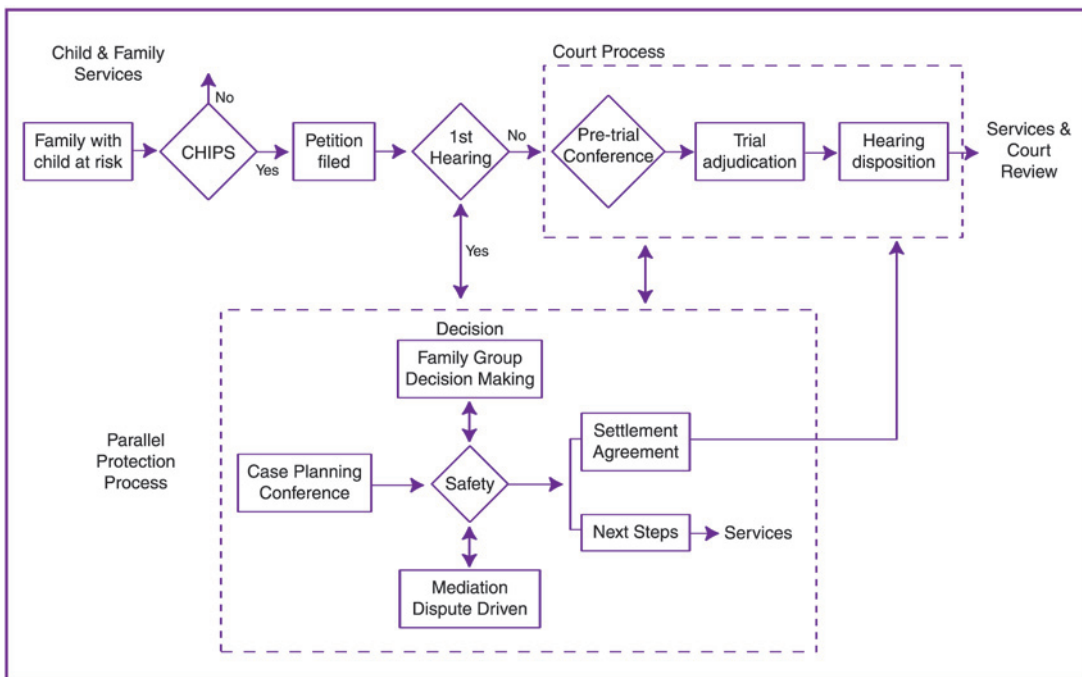 Child & Family
Services
No
Family with
child at risk
CHIPS
Yes
Petition
filed
1st
Hearing
No
Yes
Court Process
Pre-trial
Conference
Trial
adjudication
Hearing
disposition
Services &
Court
Review
Parallel
Protection
Process
Decision
Family Group
Decision Making
Case Planning
Conference
Safety
Settlement
Agreement
Next Steps
Services
Mediation
Dispute Driven